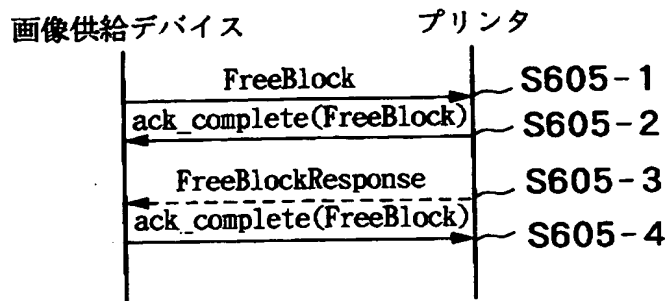 画像供給デバイス プリンタ
FreeBlock S605-1
ack_complete(FreeBlock) S605-2
FreeBlockResponse S605-3
ack_complete(FreeBlock) S605-4